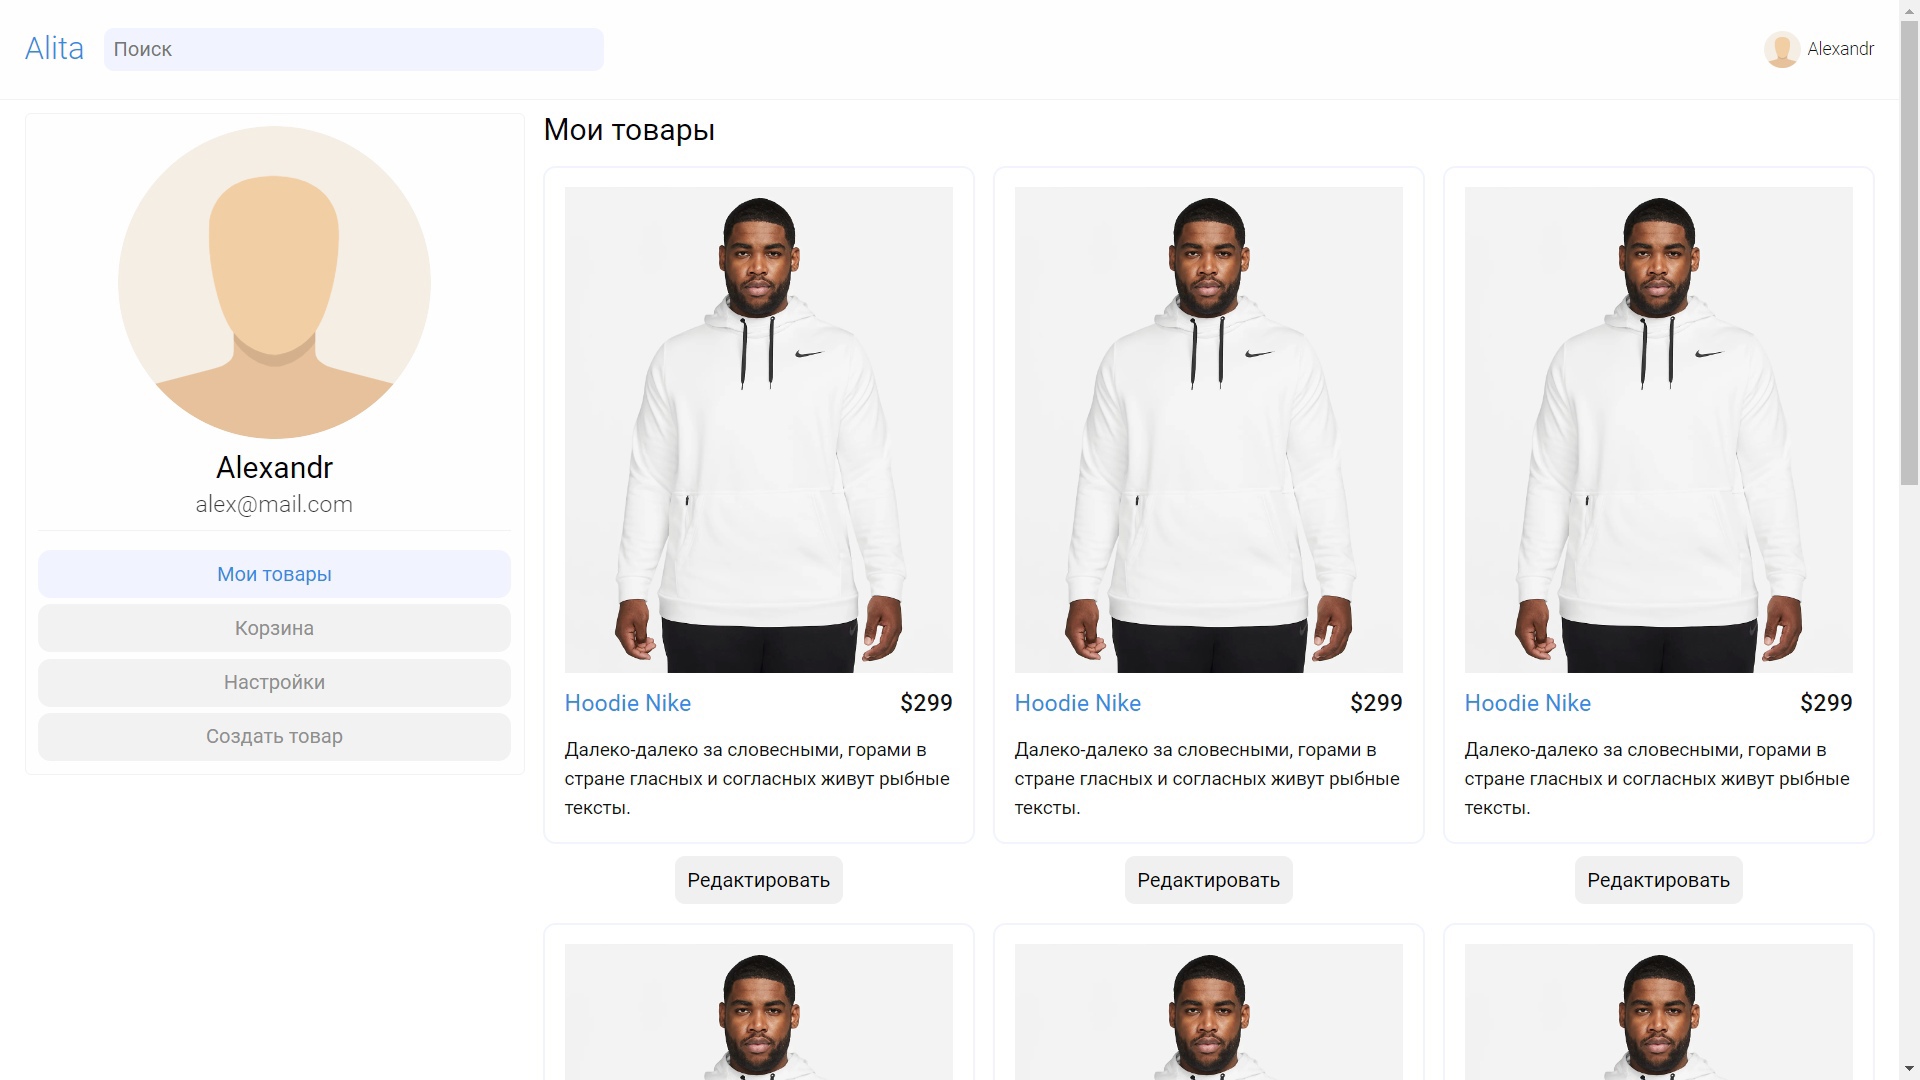 Alita
Поиск
Alexandr
Alexandr
alex@mail.com
Мои товары
Корзина
Настройки
Создать товар
Мои товары
Hoodie Nike $299
Далеко-далеко за словесными, горами в
стране гласных и согласных живут рыбные
тексты.
Редактировать
Hoodie Nike $299
Далеко-далеко за словесными, горами в
стране гласных и согласных живут рыбные
тексты.
Редактировать
Hoodie Nike $299
Далеко-далеко за словесными, горами в
стране гласных и согласных живут рыбные
тексты.
Редактировать